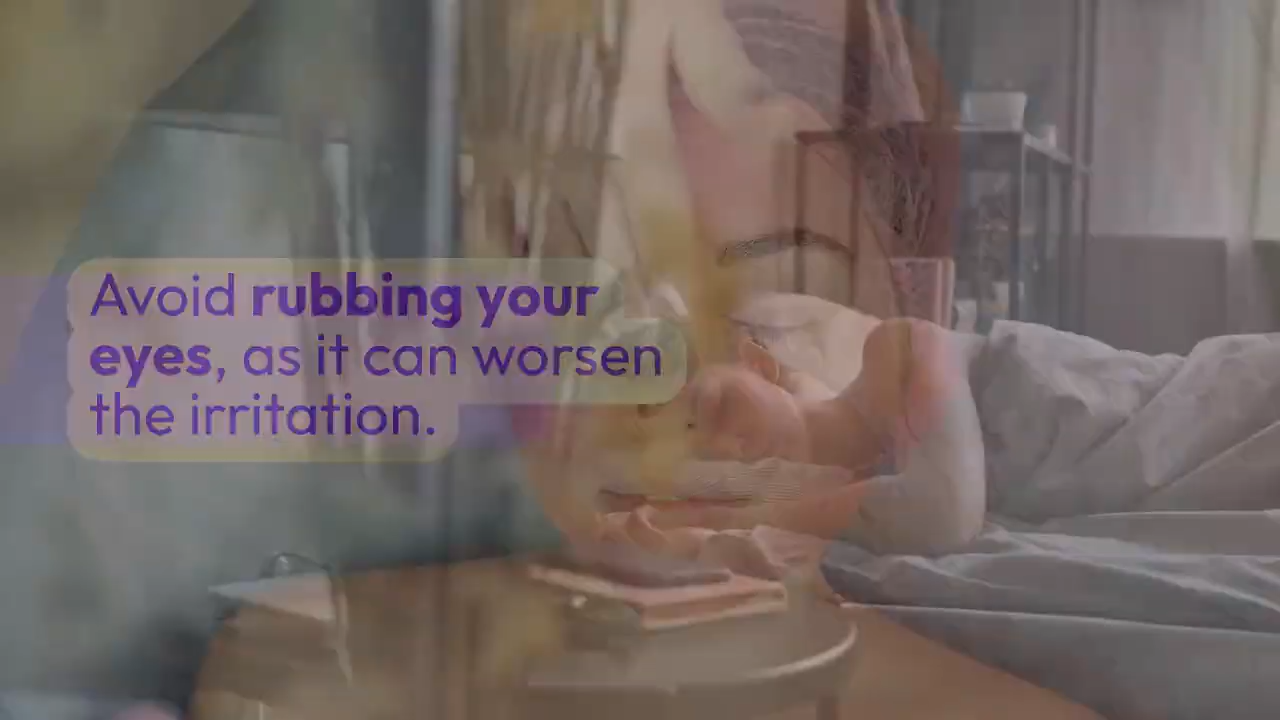 Avoid rubbing your
eyes, as it can worsen
the irritation.